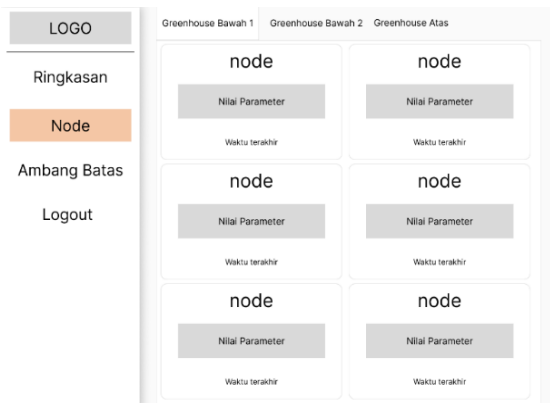 LOGO
Ringkasan
Node
Ambang Batas
Logout
Greenhouse Bawah 1 Greenhouse Bawah 2 Greenhouse Atas
node
Nilai Parameter
Waktu terakhir
node
Nilai Parameter
Waktu terakhir
node
Nilai Parameter
Waktu terakhir
node
Nilai Parameter
Waktu terakhir
node
Nilai Parameter
Waktu terakhir
node
Nilai Parameter
Waktu terakhir